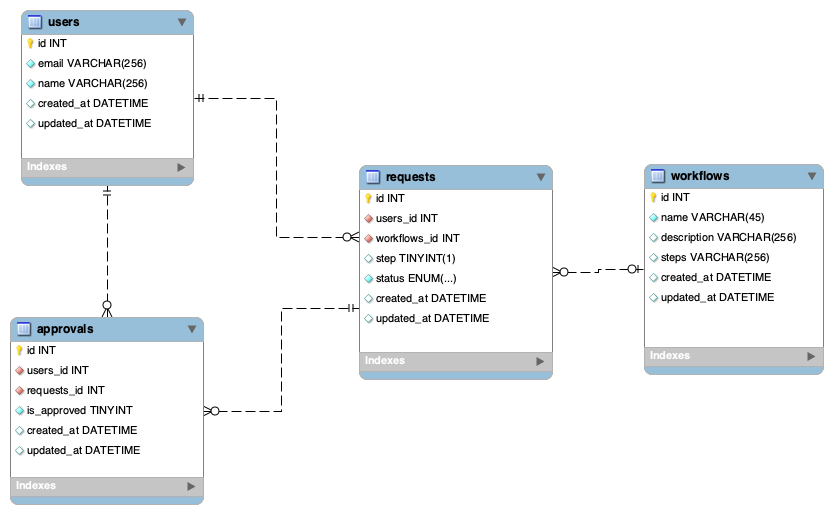 users
id INT
email VARCHAR(256)
name VARCHAR(256)
created_at DATETIME
updated_at DATETIME
Indexes
requests
id INT
users_id INT
workflows_id INT
step TINYINT(1)
status ENUM(...)
created_at DATETIME
updated_at DATETIME
Indexes
workflows
id INT
name VARCHAR(45)
description VARCHAR(256)
steps VARCHAR(256)
created_at DATETIME
updated_at DATETIME
Indexes
approvals
id INT
users_id INT
requests_id INT
is_approved TINYINT
created_at DATETIME
updated_at DATETIME
Indexes